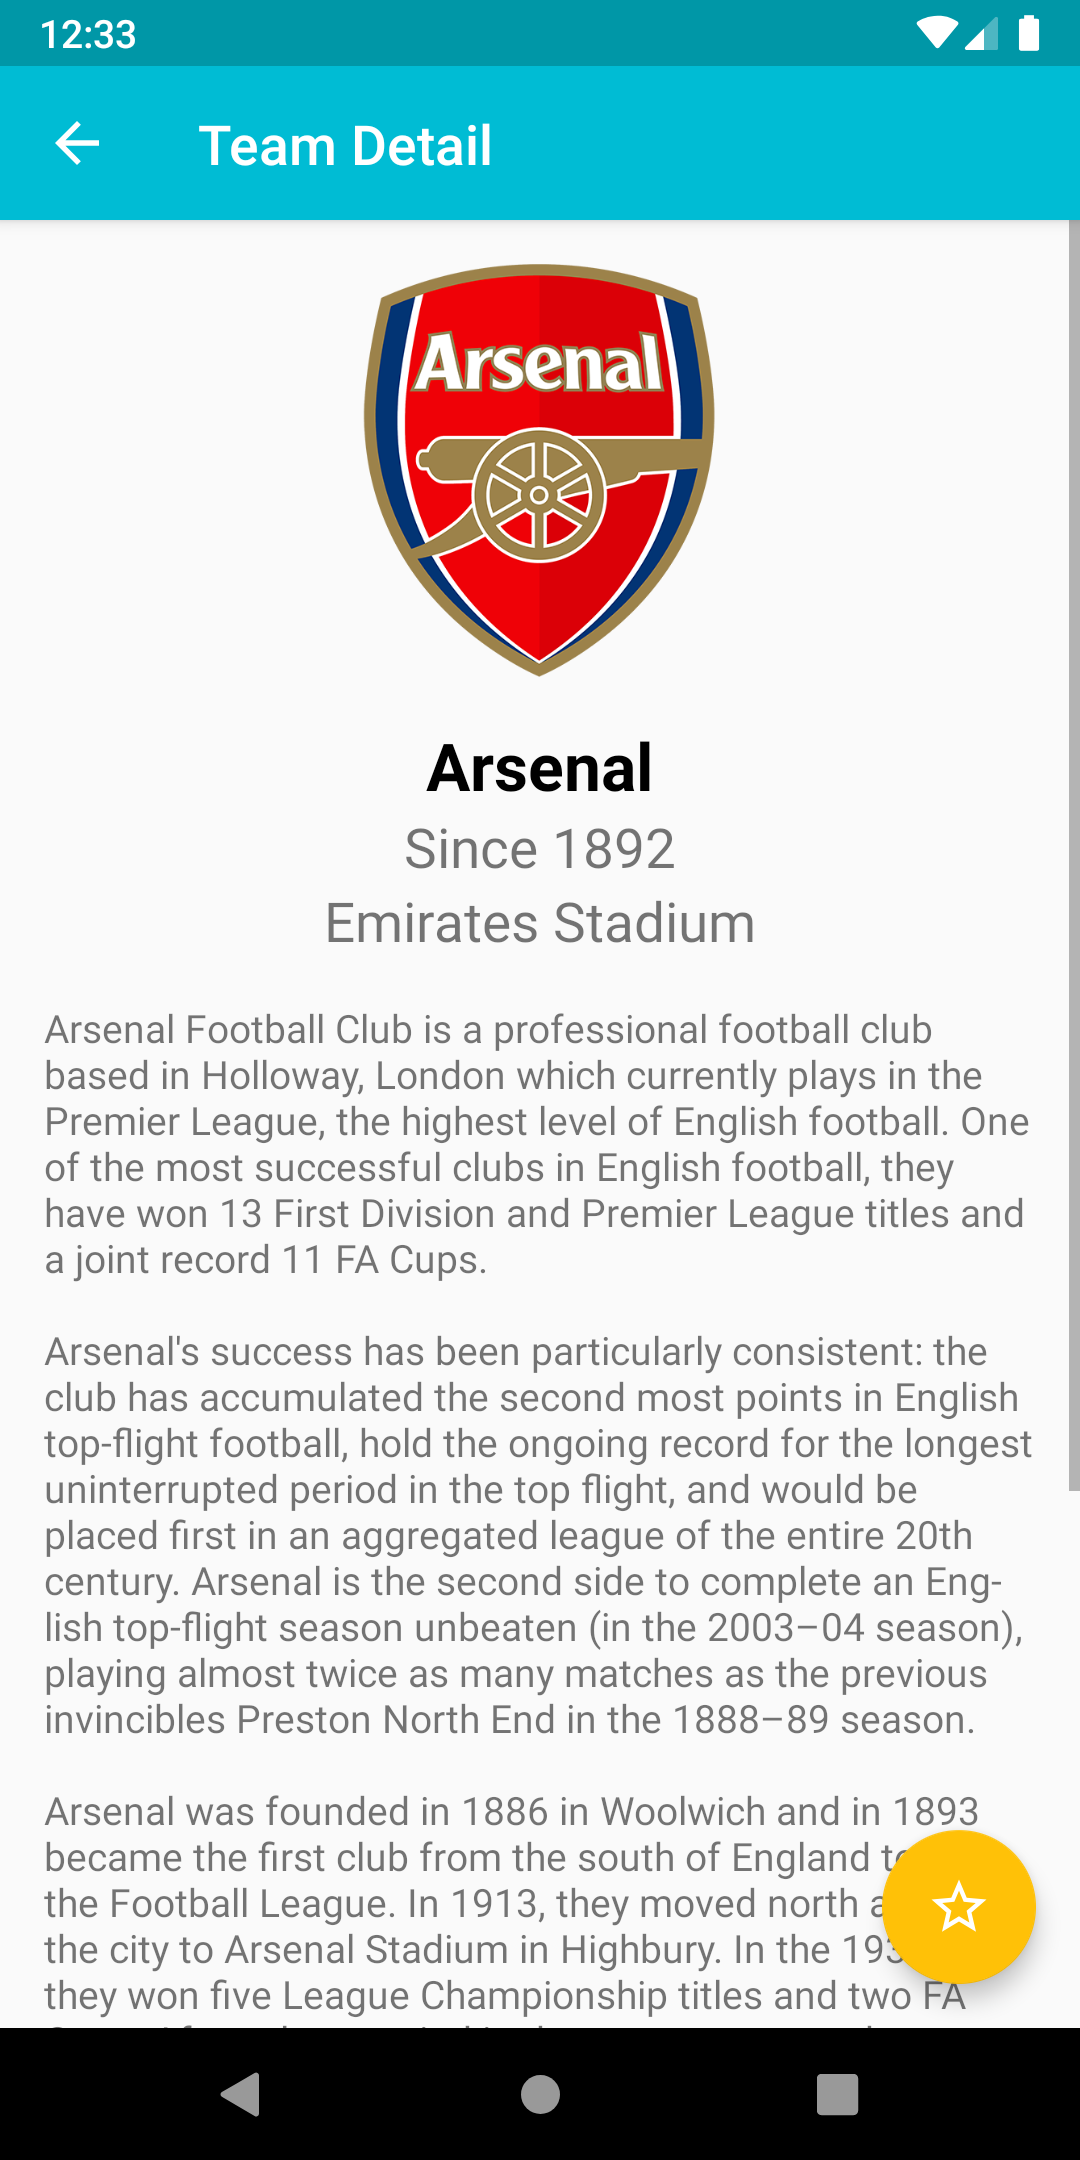 12:33
Team Detail
Arsenal
Arsenal
Since 1892
Emirates Stadium
Arsenal Football Club is a professional football club
based in Holloway, London which currently plays in the
Premier League, the highest level of English football. One
of the most successful clubs in English football, they
have won 13 First Division and Premier League titles and
a joint record 11 FA Cups.
Arsenal's success has been particularly consistent: the
club has accumulated the second most points in English
top-flight football, hold the ongoing record for the longest
uninterrupted period in the top flight, and would be
placed first in an aggregated league of the entire 20th
century. Arsenal is the second side to complete an Eng-
lish top-flight season unbeaten (in the 2003–04 season),
playing almost twice as many matches as the previous
invincibles Preston North End in the 1888–89 season.
Arsenal was founded in 1886 in Woolwich and in 1893
became the first club from the south of England
the Football League. In 1913, they moved north
the city to Arsenal Stadium in Highbury. In the
they won five League Championship titles and two FA